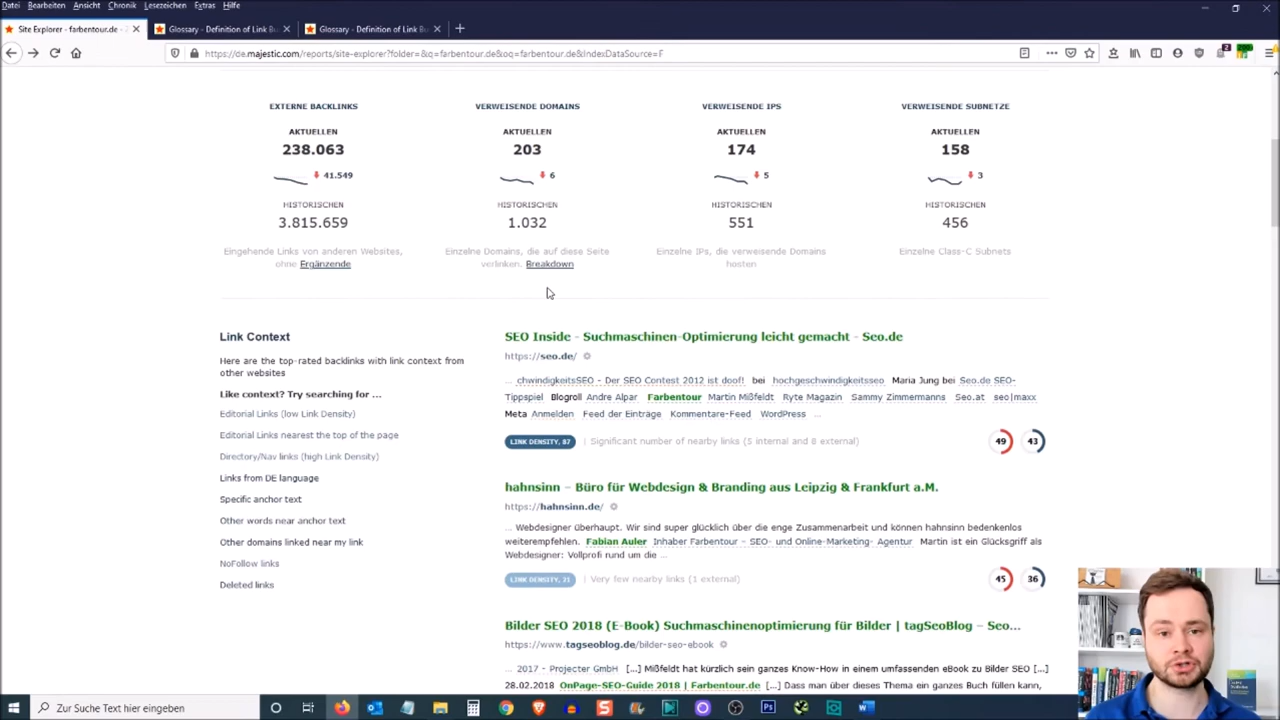 Datei Bearbeiten Ansicht Chronik Lesezeichen Extras Hilfe
Site Explorer - farbentour.de -
Glossary - Definition of Link Bu
Glossary - Definition of Link Bu
https://de.majestic.com/reports/site-explorer?folder=&q=farbentour.de&oq=farbentour.de&IndexDataSource=F
EXTERNE BACKLINKS VERWEISENDE DOMAINS VERWEISENDE IPS VERWEISENDE SUBNETZE
AKTUELLEN AKTUELLEN AKTUELLEN AKTUELLEN
238.063 203 174 158
41.549 6 5 3
HISTORISCHEN HISTORISCHEN HISTORISCHEN HISTORISCHEN
3.815.659 1.032 551 456
Eingehende Links von anderen Websites,
ohne Ergänzende
Einzelne Domains, die auf diese Seite
verlinken. Breakdown
Einzelne IPs, die verweisende Domains
hosten
Einzelne Class-C Subnets
Link Context
Here are the top-rated backlinks with link context from
other websites
Like context? Try searching for ...
Editorial Links (low Link Density)
Editorial Links nearest the top of the page
Directory/Nav links (high Link Density)
Links from DE language
Specific anchor text
Other words near anchor text
Other domains linked near my link
NoFollow links
Deleted links
SEO Inside - Suchmaschinen-Optimierung leicht gemacht - Seo.de
https://seo.de/
... chwindigkeitsSEO - Der SEO Contest 2012 ist doof! bei hochgeschwindigkeitsseo Maria Jung bei Seo.de SEO-
Tippspiel Blogroll Andre Alpar Farbentour Martin Mißfeldt Ryte Magazin Sammy Zimmermanns Seo.at seo|maxx
Meta Anmelden Feed der Einträge Kommentare-Feed WordPress ...
LINK DENSITY, 87 | Significant number of nearby links (5 internal and 8 external)
49 43
hahnsinn – Büro für Webdesign & Branding aus Leipzig & Frankfurt a.M.
https://hahnsinn.de/
... Webdesigner überhaupt. Wir sind super glücklich über die enge Zusammenarbeit und können hahnsinn bedenkenlos
weiterempfehlen. Fabian Auler Inhaber Farbentour – SEO- und Online-Marketing- Agentur Martin ist ein Glücksgriff als
Webdesigner: Vollprofi rund um die ...
LINK DENSITY, 21 | Very few nearby links (1 external)
45 36
Bilder SEO 2018 (E-Book) Suchmaschinenoptimierung für Bilder | tagSeoBlog – Seo...
https://www.tagseoblog.de/bilder-seo-ebook
... 2017 - Projecter GmbH [...] Mißfeldt hat kürzlich sein ganzes Know-How in einem umfassenden eBook zu Bilder SEO [...]
28.02.2018 OnPage-SEO-Guide 2018 | Farbentour.de [...] Dass man über dieses Thema ein ganzes Buch füllen kann,
Zur Suche Text hier eingeben